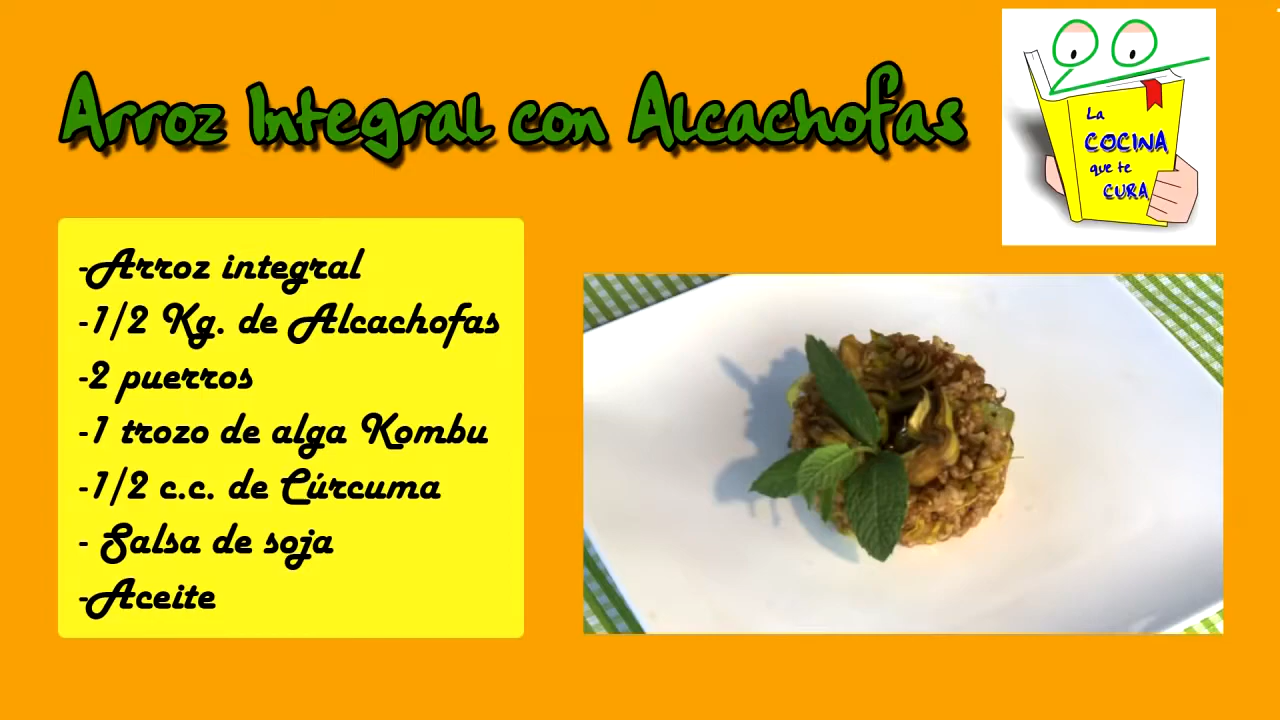 Arroz Integral con Alcachofas
La
COCINA
que te
CURA
-Arroz integral
-1/2 Kg. de Alcachofas
-2 puerros
-1 trozo de alga Kombu
-1/2 c.c. de Cúrcuma
- Salsa de soja
-Aceite